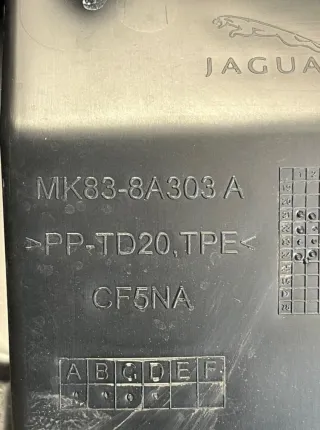 JAGUA
MK83-8A303 A
>PP-TD20,TPE<
CF5NA
A B C D E F